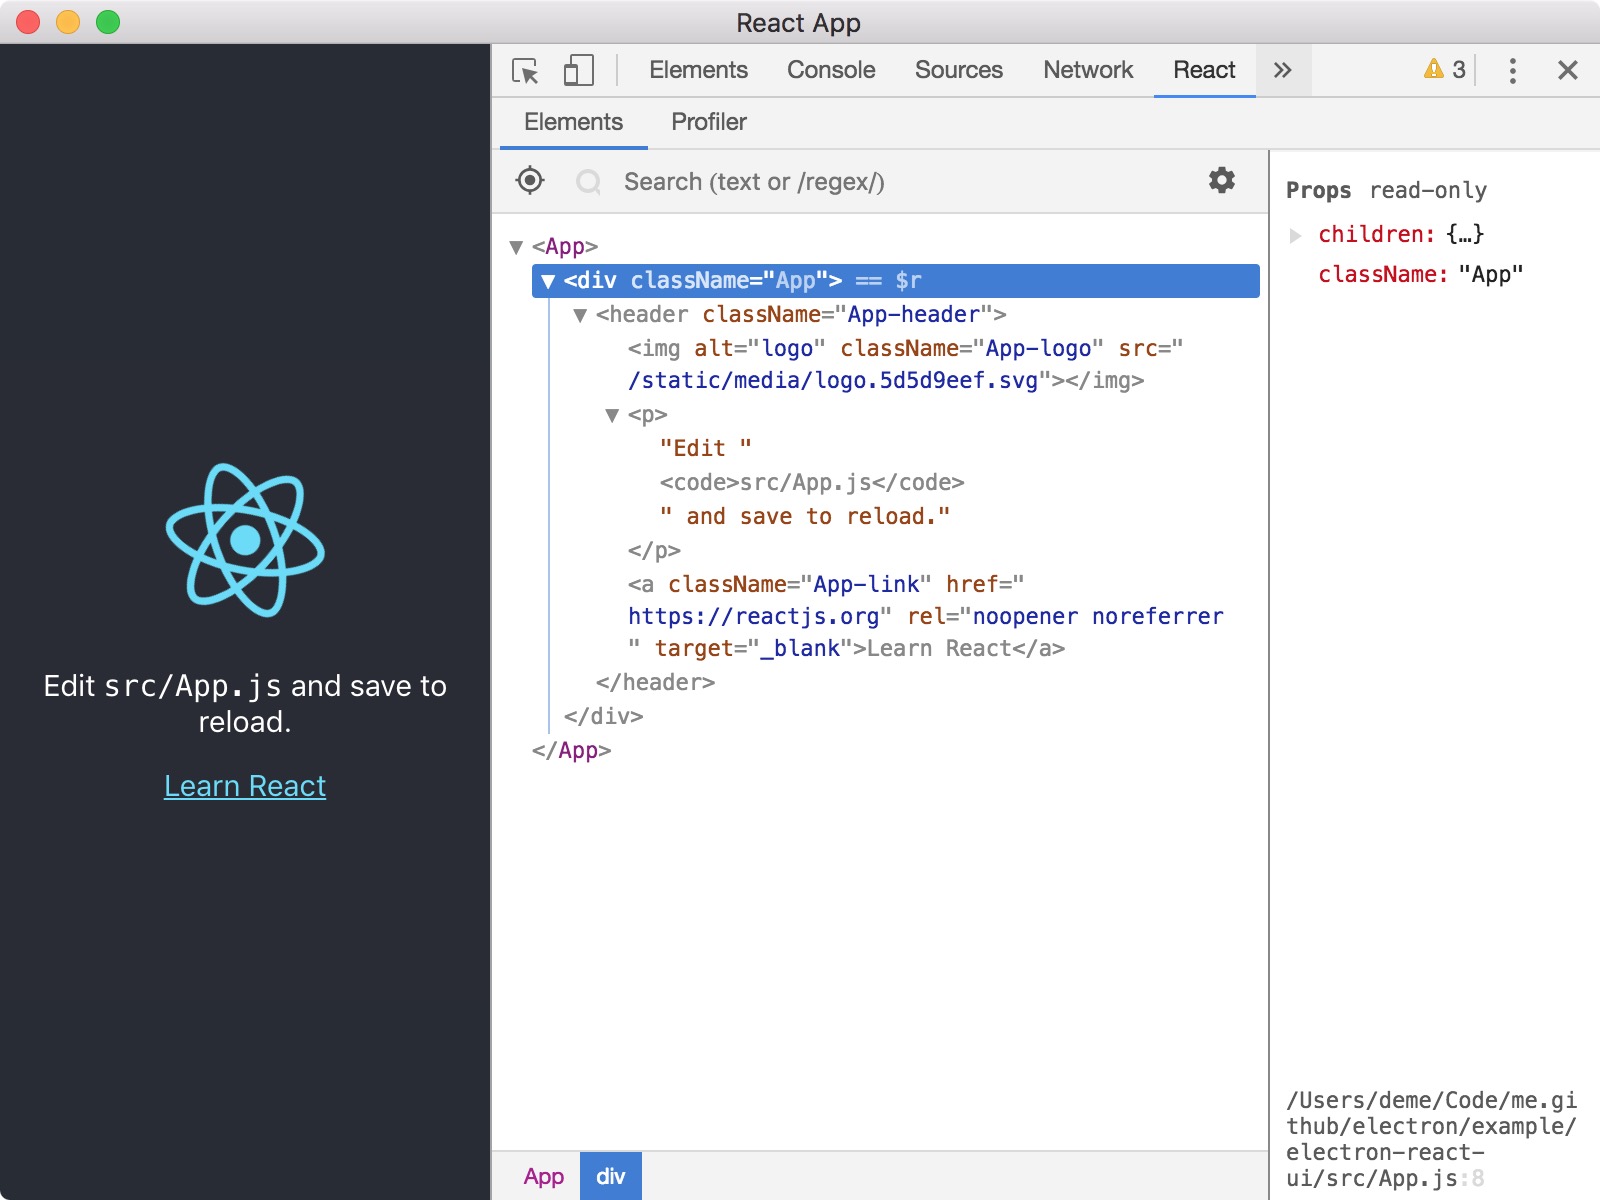 React App
Elements Console Sources Network React 3
Elements Profiler
Search (text or /regex/)
<App>
<div className="App"> == $r
<header className="App-header">
<img alt="logo" className="App-logo" src="
/static/media/logo.5d5d9eef.svg"></img>
<p>
"Edit "
<code>src/App.js</code>
" and save to reload."
</p>
<a className="App-link" href="
https://reactjs.org" rel="noopener noreferrer
" target="_blank">Learn React</a>
</header>
</div>
</App>
App div
Props read-only
children: {…}
className: "App"
/Users/deme/Code/me.gi
thub/electron/example/
electron-react-
ui/src/App.js:8
Edit src/App.js and save to
reload.
Learn React